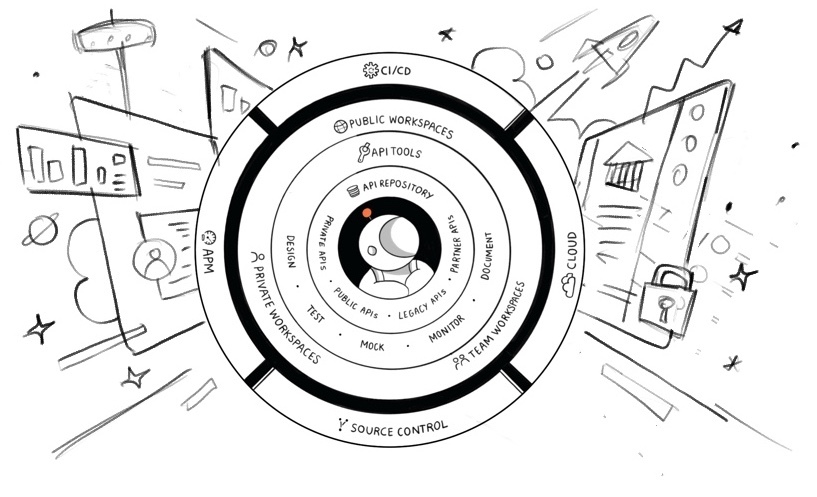 CI/CD
PUBLIC WORKSPACES
API TOOLS
API REPOSITORY
PRIVATE APIS
PARTNER APIS
DESIGN
DOCUMENT
APM
CLOUD
PUBLIC APIs
LEGACY APIs
TEST
MOCK
MONITOR
PRIVATE WORKSPACES
TEAM WORKSPACES
SOURCE CONTROL